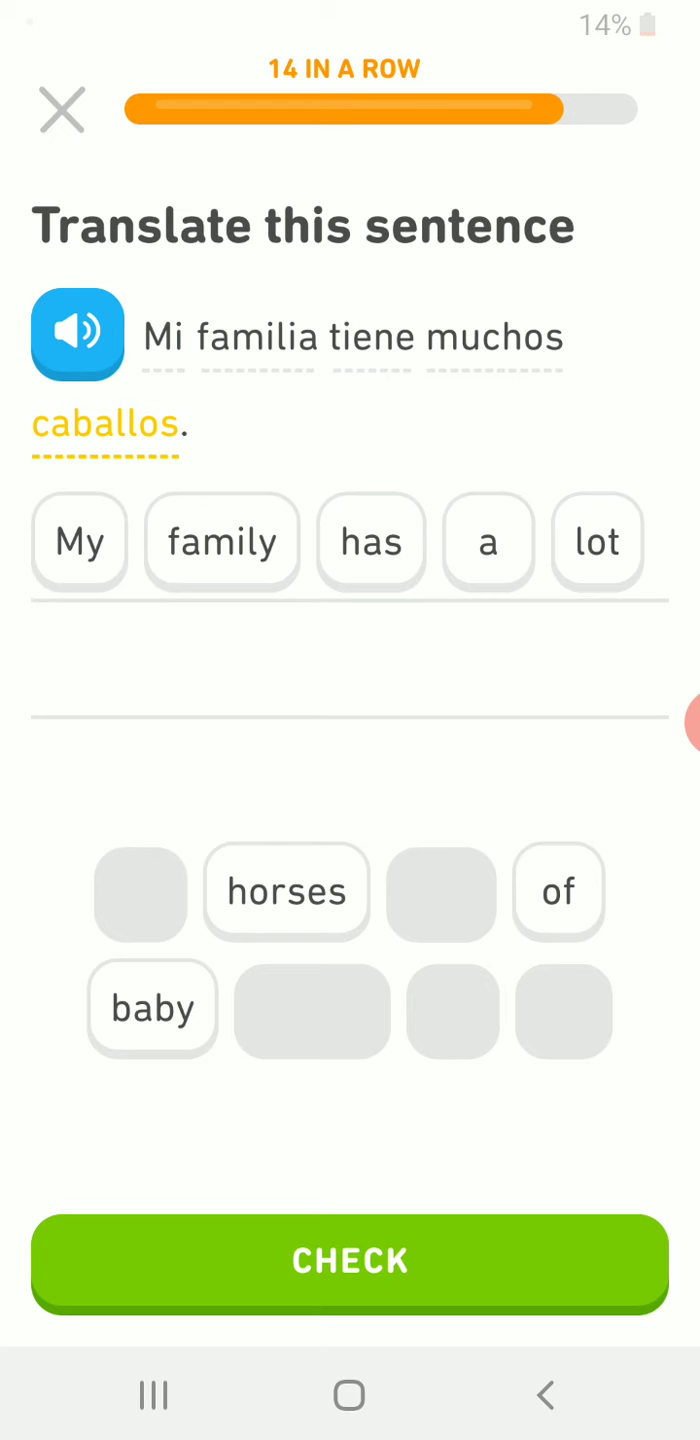 14%
14 IN A ROW
Translate this sentence
Mi familia tiene muchos
caballos.
My family has a lot
horses of
baby
CHECK